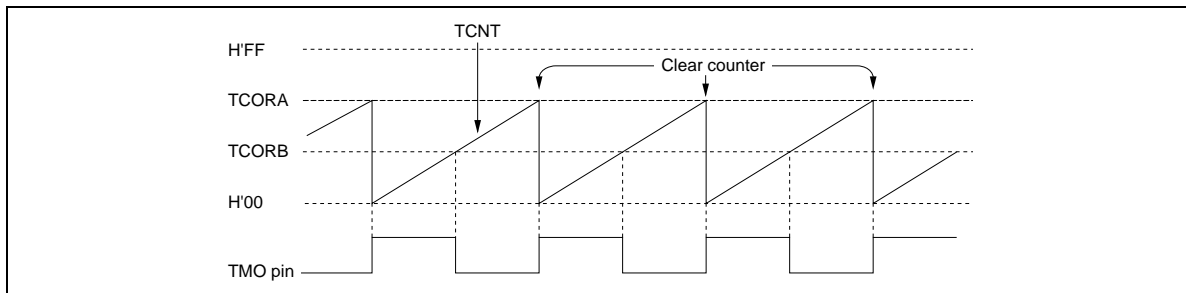 TCNT
H'FF
Clear counter
TCORA
TCORB
H'00
TMO pin